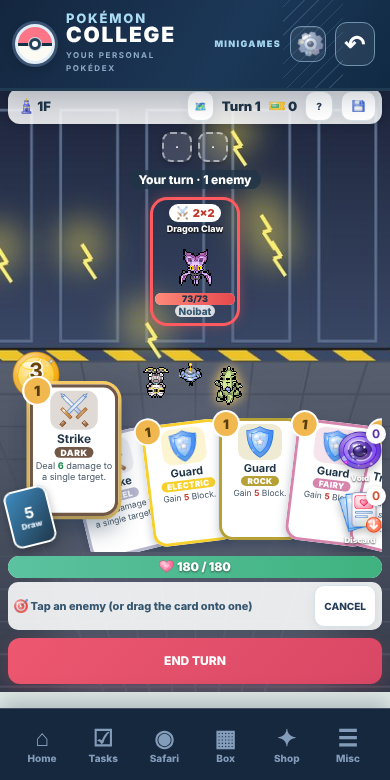 POKÉMON
COLLEGE
YOUR PERSONAL
POKÉDEX
MINIGAMES
1F
Turn 1
0
?
Your turn · 1 enemy
2×2
Dragon Claw
73/73
Noibat
3
1
Strike
DARK
Deal 6 damage to
a single target.
1
Guard
ELECTRIC
Gain 5 Block.
1
Guard
ROCK
Gain 5 Block.
1
Guard
FAIRY
Gain 5 Block.
0
Void
0
Discard
5
Draw
180 / 180
Tap an enemy (or drag the card onto one)
CANCEL
END TURN
Home
Tasks
Safari
Box
Shop
Misc